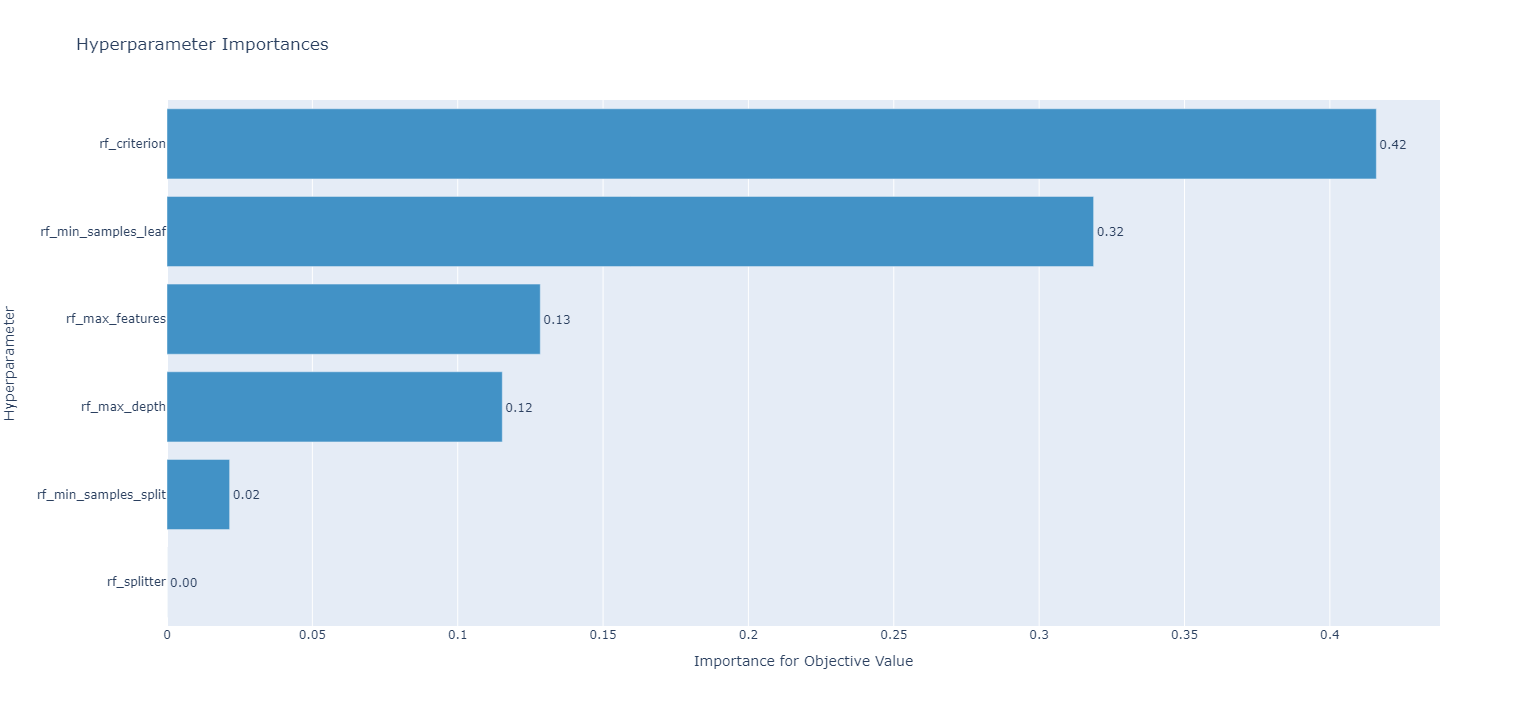 Hyperparameter Importances
Hyperparameter
rf_criterion
0.42
rf_min_samples_leaf
0.32
rf_max_features
0.13
rf_max_depth
0.12
rf_min_samples_split
0.02
rf_splitter
0.00
0 0.05 0.1 0.15 0.2 0.25 0.3 0.35 0.4
Importance for Objective Value